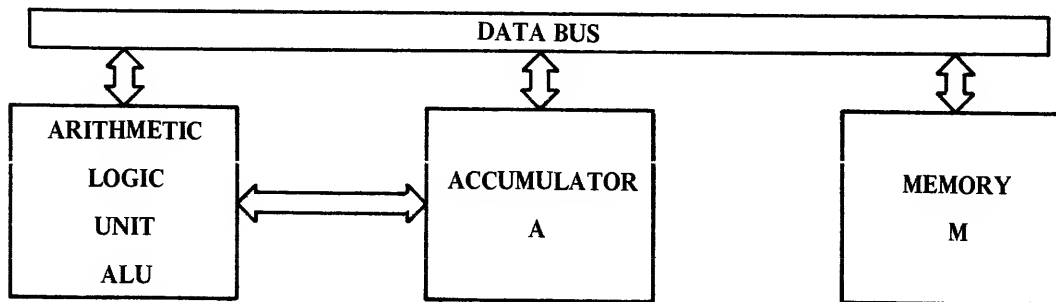 DATA BUS
ARITHMETIC
LOGIC
UNIT
ALU
ACCUMULATOR
A
MEMORY
M